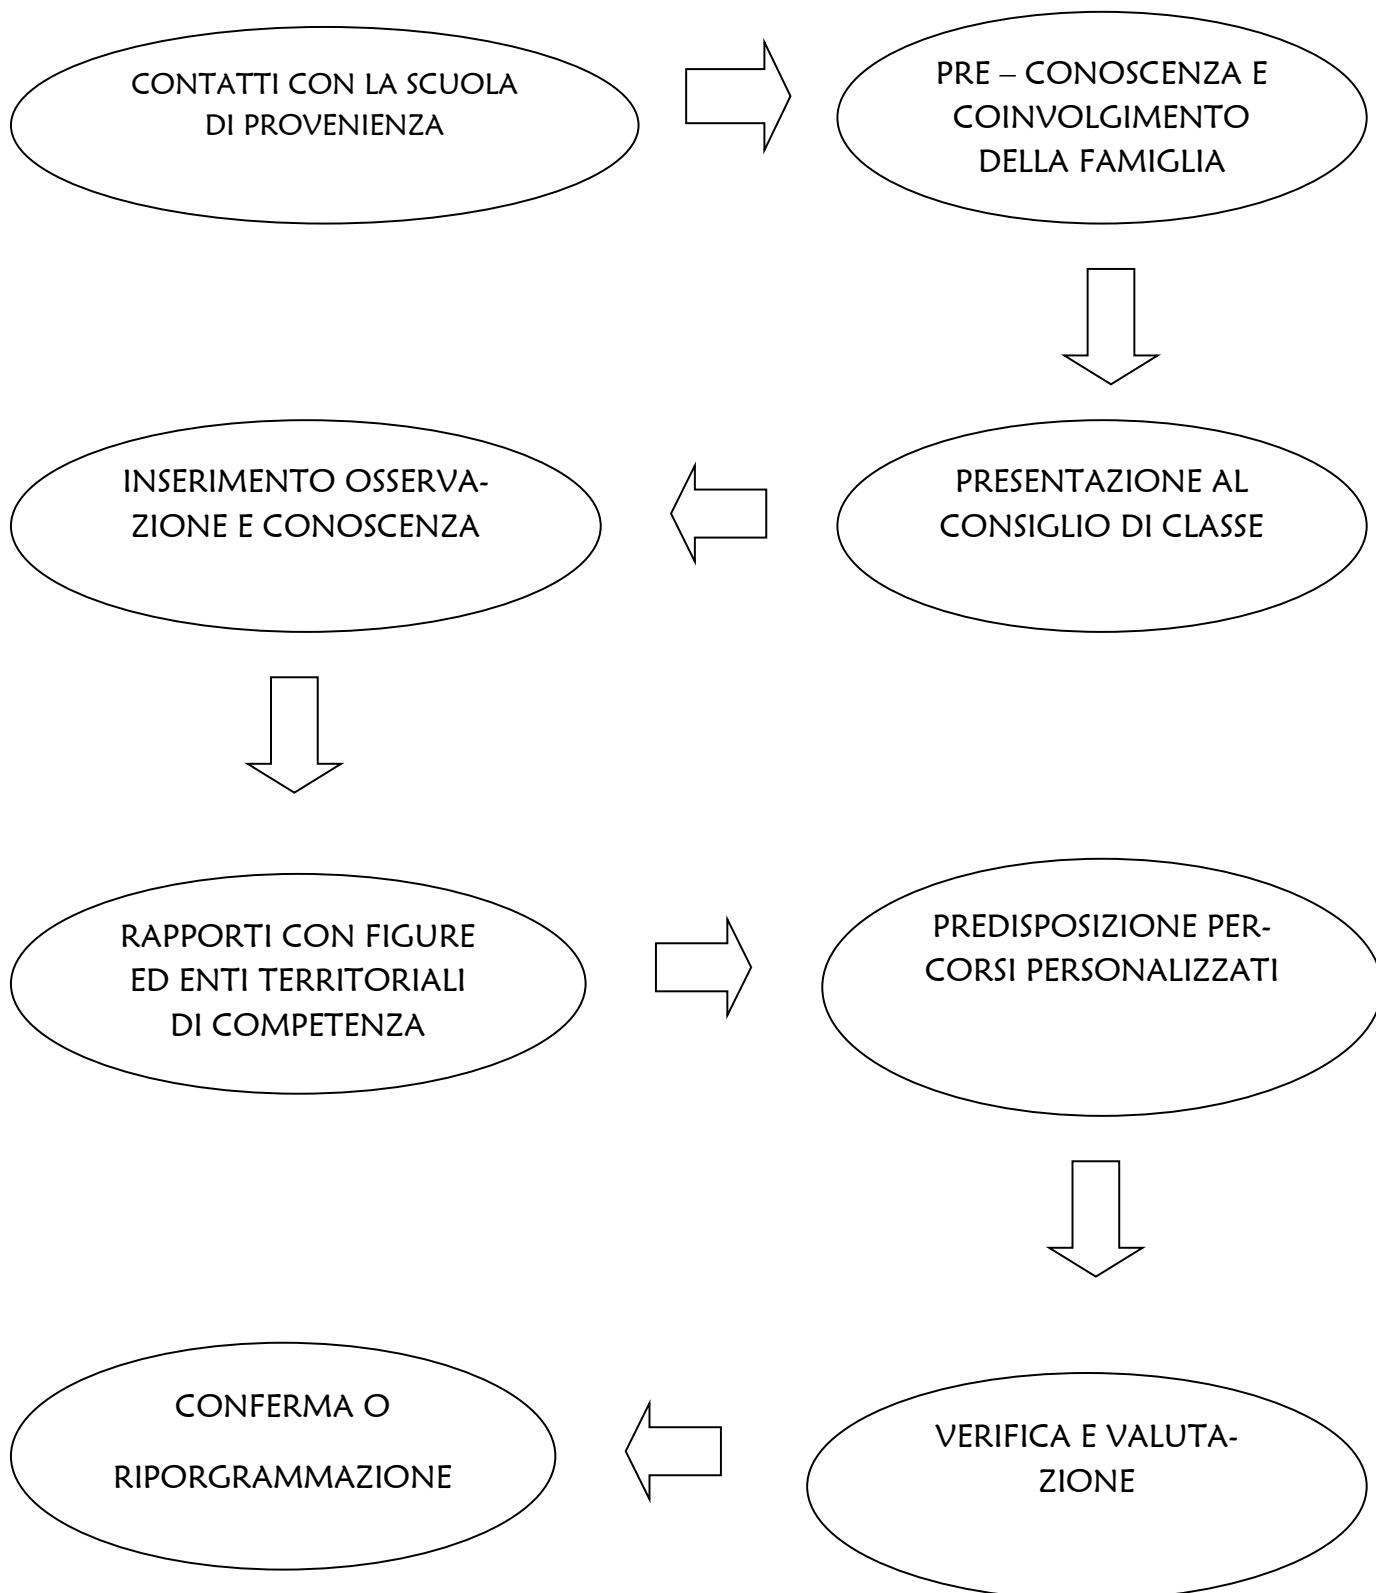 CONTATTI CON LA SCUOLA
DI PROVENIENZA
PRE – CONOSCENZA E
COINVOLGIMENTO
DELLA FAMIGLIA
PRESENTAZIONE AL
CONSIGLIO DI CLASSE
INSERIMENTO OSSERVA-
ZIONE E CONOSCENZA
RAPPORTI CON FIGURE
ED ENTI TERRITORIALI
DI COMPETENZA
PREDISPOSIZIONE PER-
CORSI PERSONALIZZATI
VERIFICA E VALUTA-
ZIONE
CONFERMA O
RIPORGRAMMAZIONE